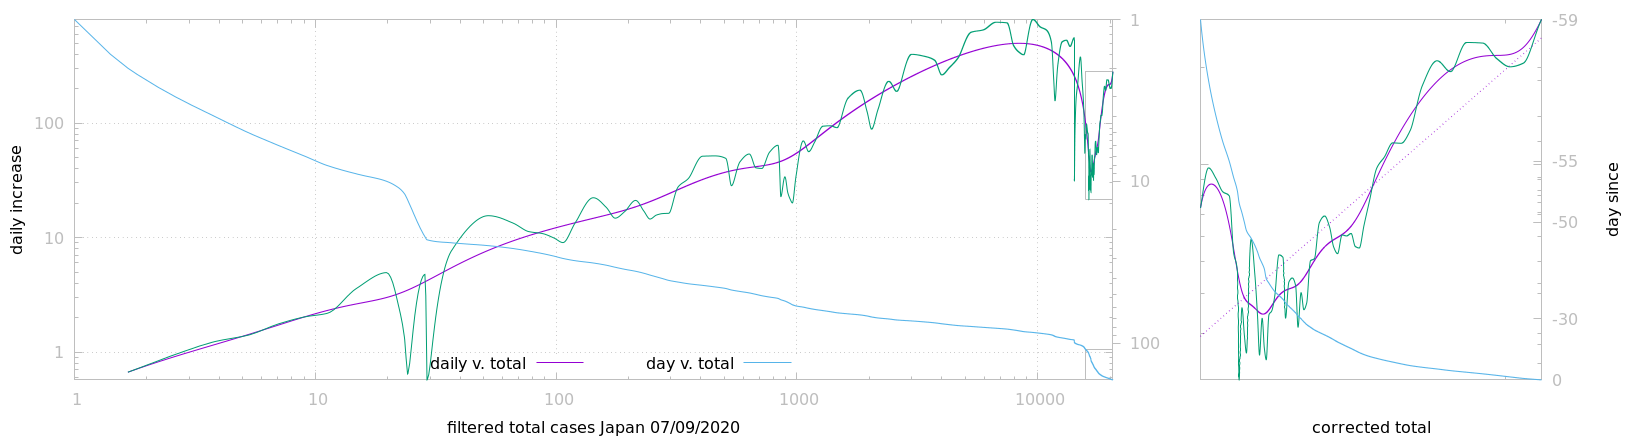 daily increase
100
10
1
1
10
100
1000
10000
1
10
100
daily v. total
day v. total
filtered total cases Japan 07/09/2020
-59
-55
-50
-30
0
day since
corrected total